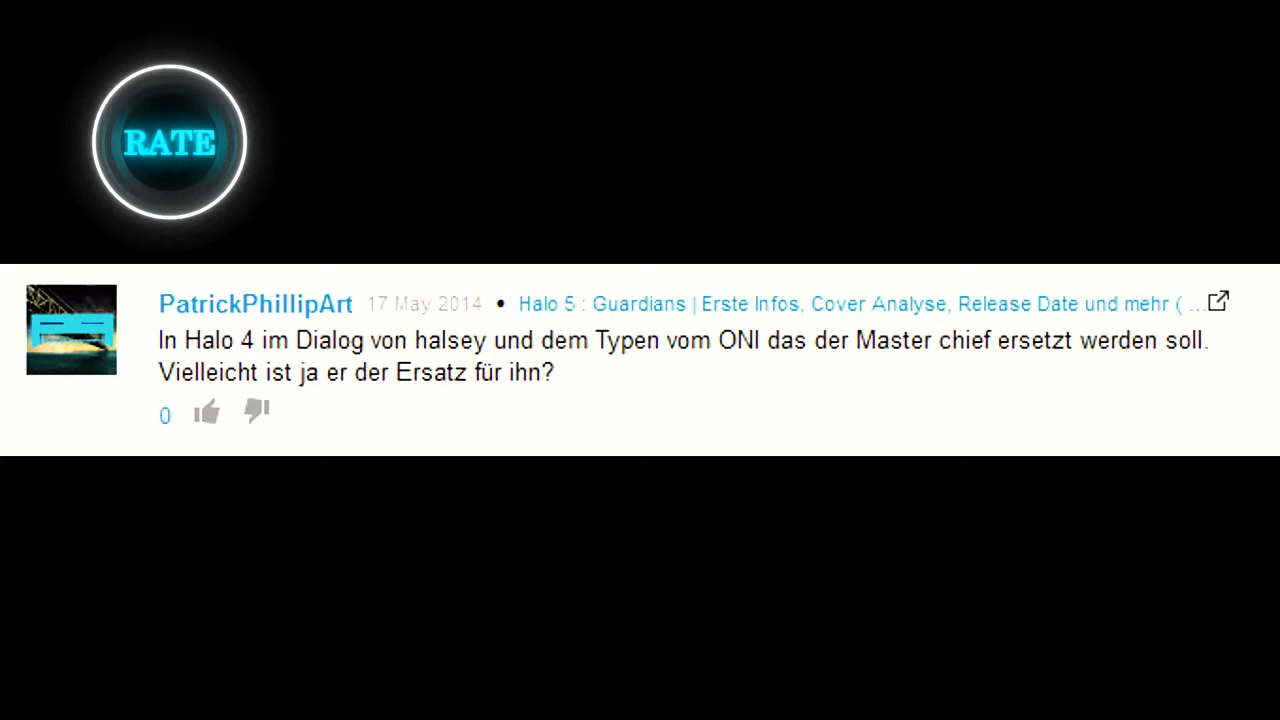 RATE
PatrickPhillipArt 17 May 2014 • Halo 5 : Guardians | Erste Infos, Cover Analyse, Release Date und mehr ( ...
In Halo 4 im Dialog von halsey und dem Typen vom ONI das der Master chief ersetzt werden soll.
Vielleicht ist ja er der Ersatz für ihn?
0